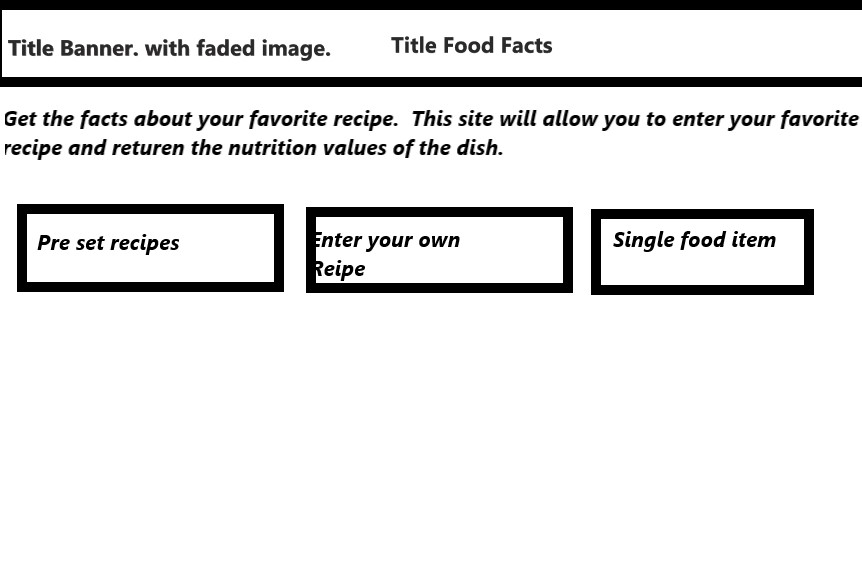 Title Banner. with faded image. Title Food Facts
Get the facts about your favorite recipe. This site will allow you to enter your favorite
recipe and returen the nutrition values of the dish.
Pre set recipes
Enter your own
Reipe
Single food item